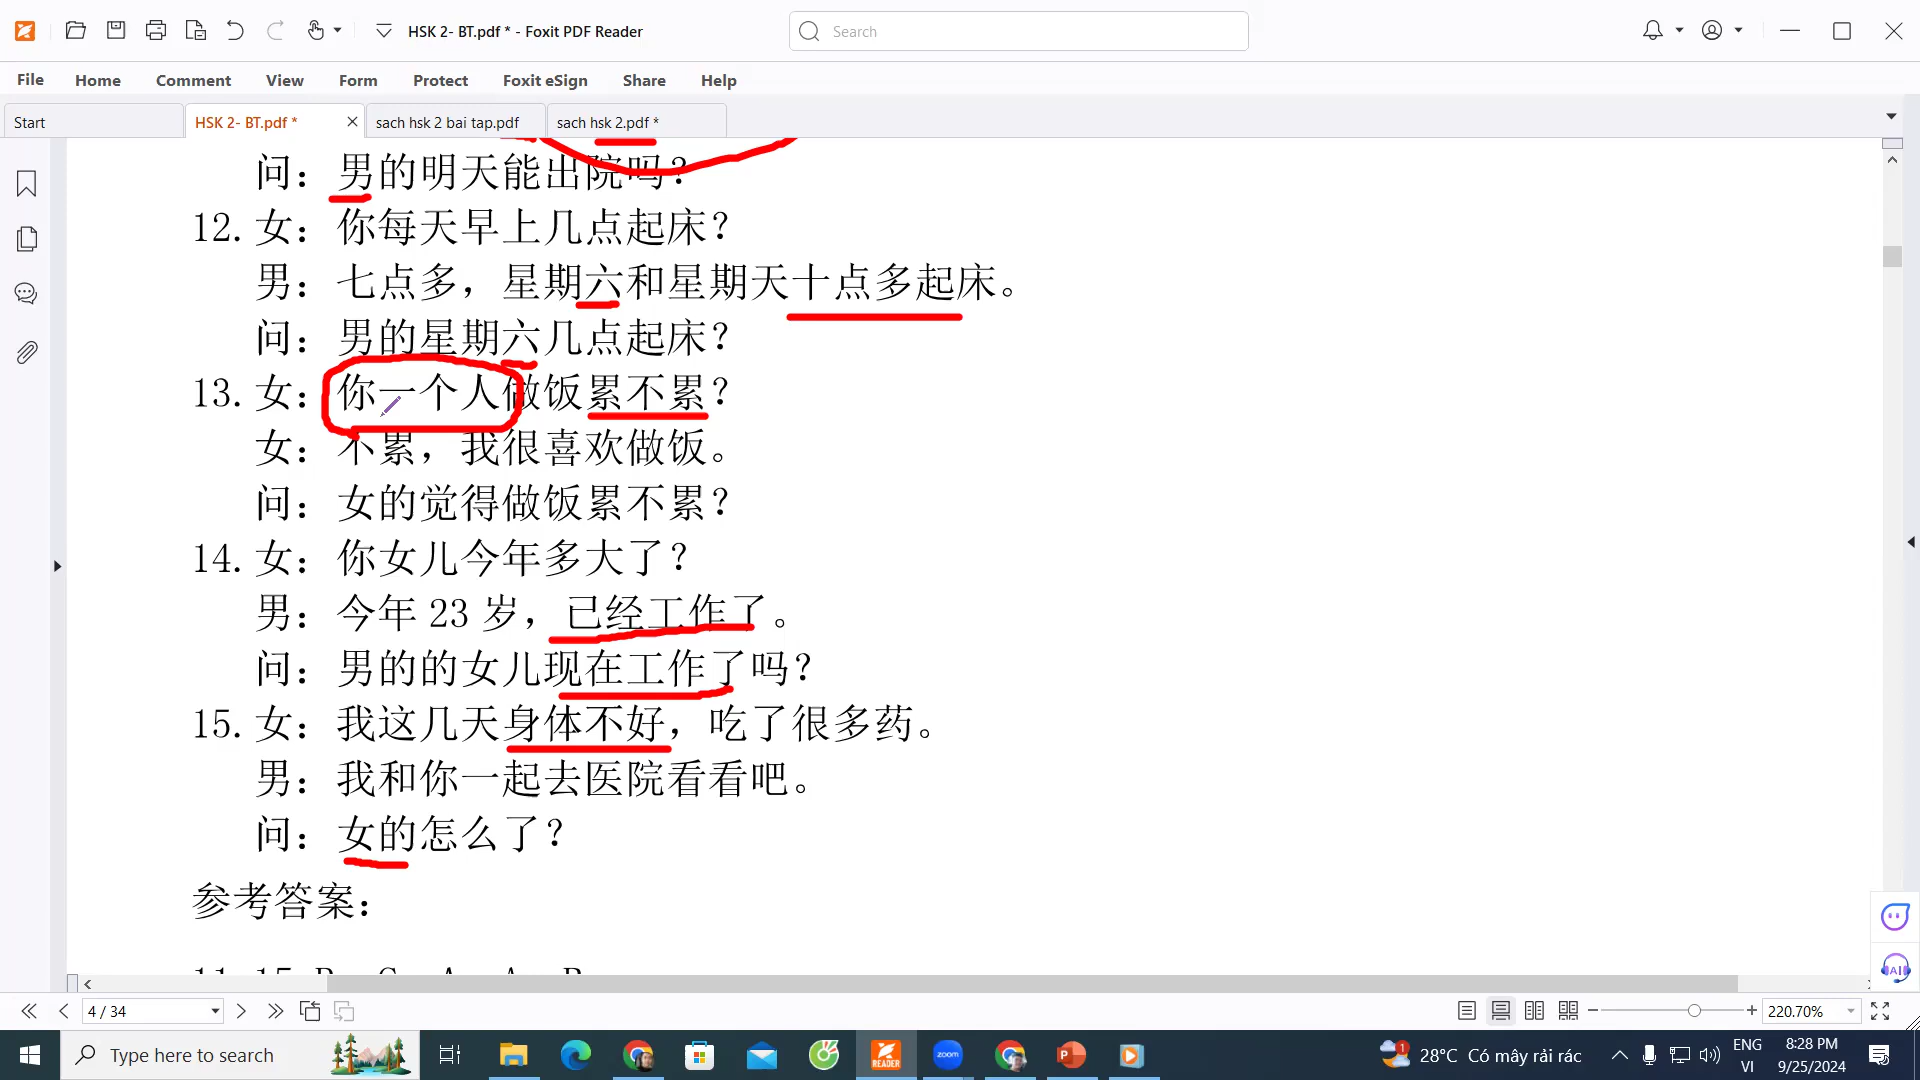 HSK 2- BT.pdf * - Foxit PDF Reader
Search
File Home Comment View Form Protect Foxit eSign Share Help
Start HSK 2- BT.pdf * sach hsk 2 bai tap.pdf sach hsk 2.pdf *
问：男的明天能出院吗？
12. 女：你每天早上几点起床？
男：七点多，星期六和星期天十点多起床。
问：男的星期六几点起床？
13. 女：你一个人做饭累不累？
女：不累，我很喜欢做饭。
问：女的觉得做饭累不累？
14. 女：你女儿今年多大了？
男：今年 23 岁，已经工作了。
问：男的的女儿现在工作了吗？
15. 女：我这几天身体不好，吃了很多药。
男：我和你一起去医院看看吧。
问：女的怎么了？
参考答案：
4 / 34
220.70%
Type here to search
zoom
READER
AI
1
28°C Có mây rải rác
ENG
VI
8:28 PM
9/25/2024